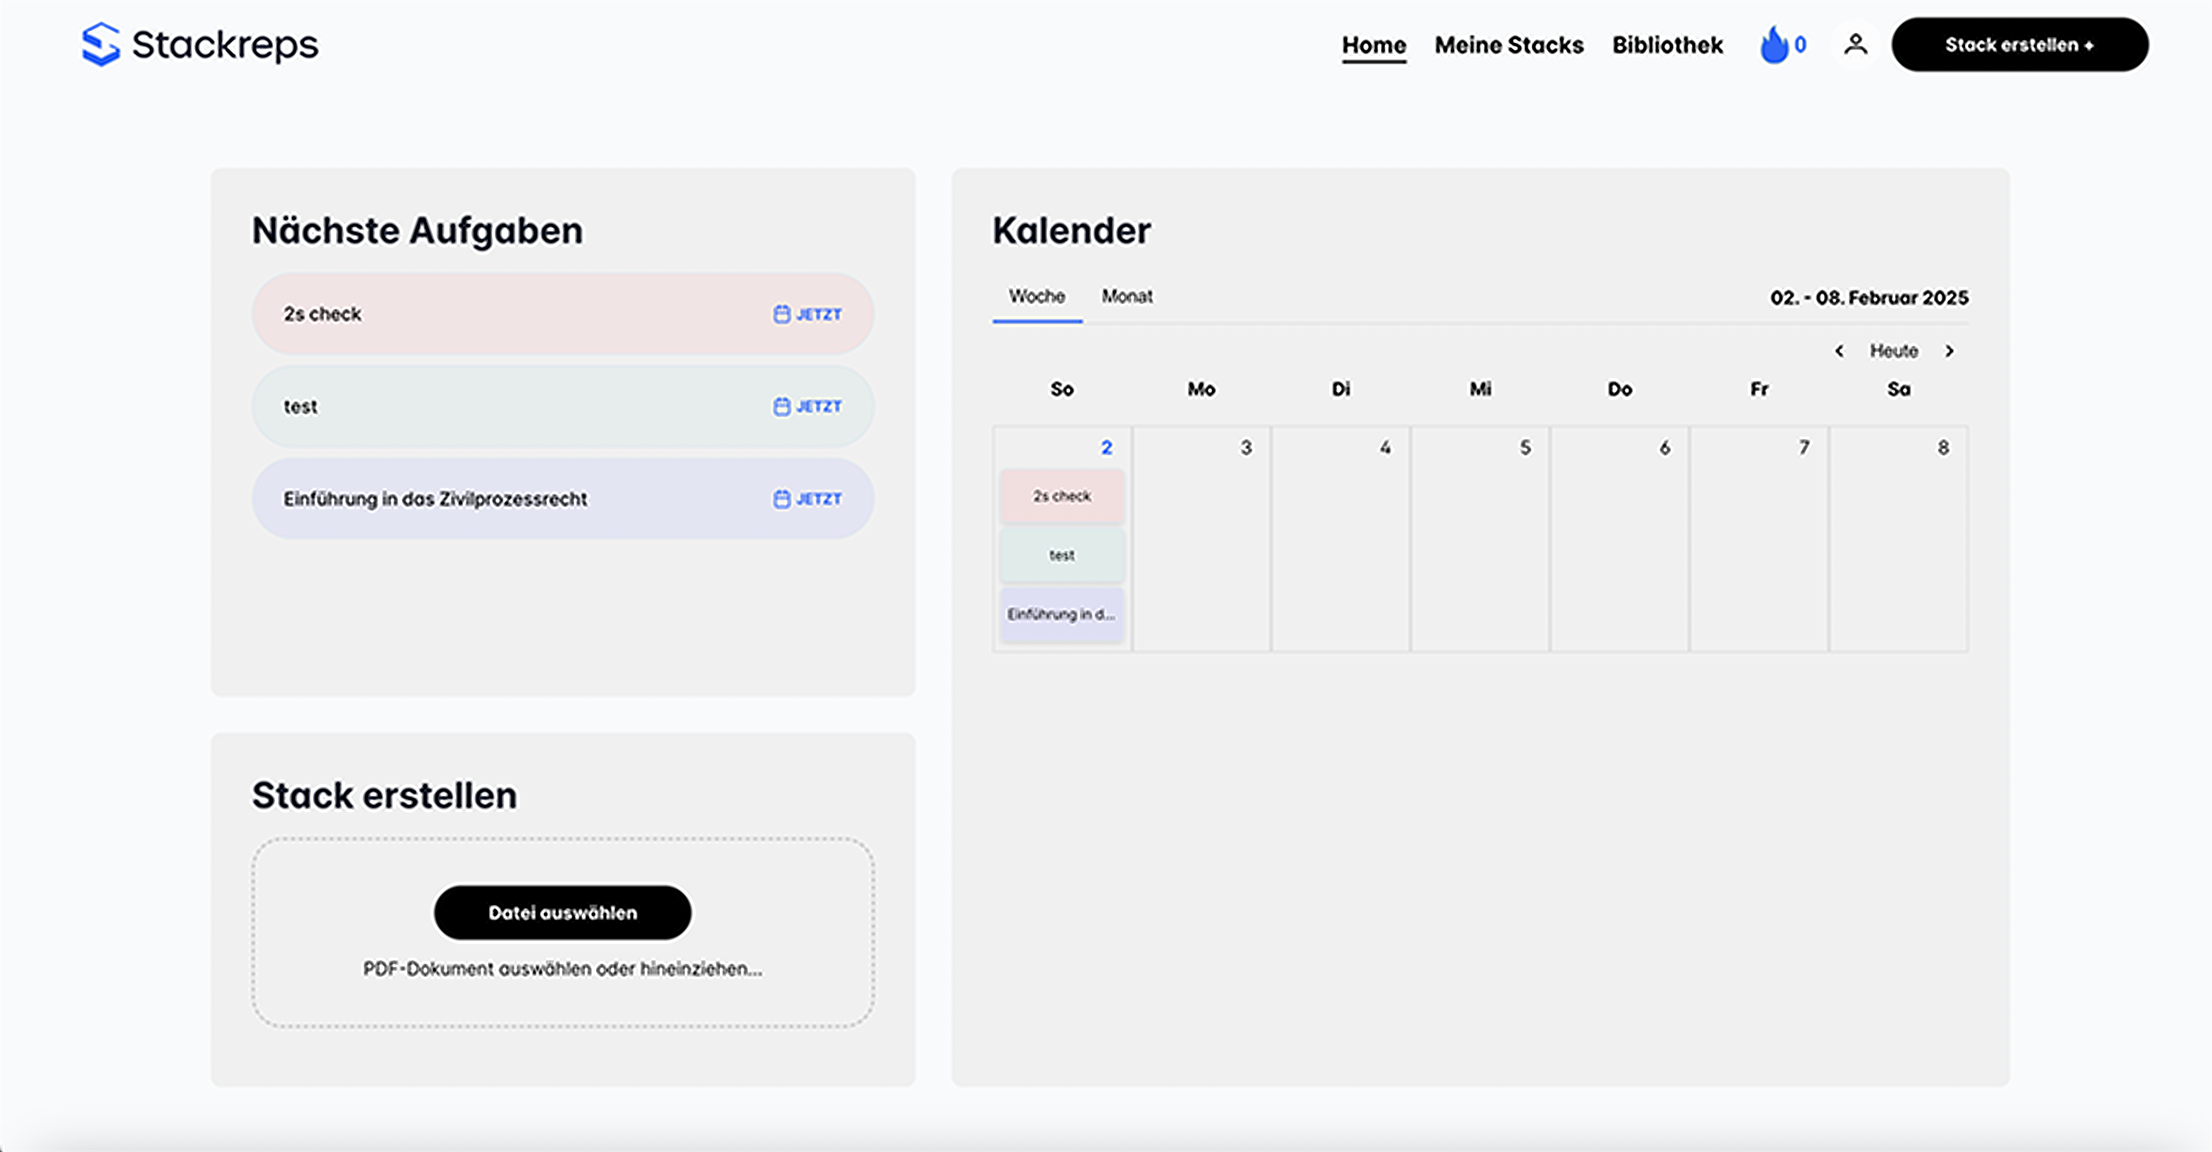 Stackreps
Home Meine Stacks Bibliothek 0 Stack erstellen +
Nächste Aufgaben
2s check JETZT
test JETZT
Einführung in das Zivilprozessrecht JETZT
Stack erstellen
Datei auswählen
PDF-Dokument auswählen oder hineinziehen...
Kalender
Woche Monat 02. - 08. Februar 2025
Heute
So Mo Di Mi Do Fr Sa
2 3 4 5 6 7 8
2s check
test
Einführung in d...